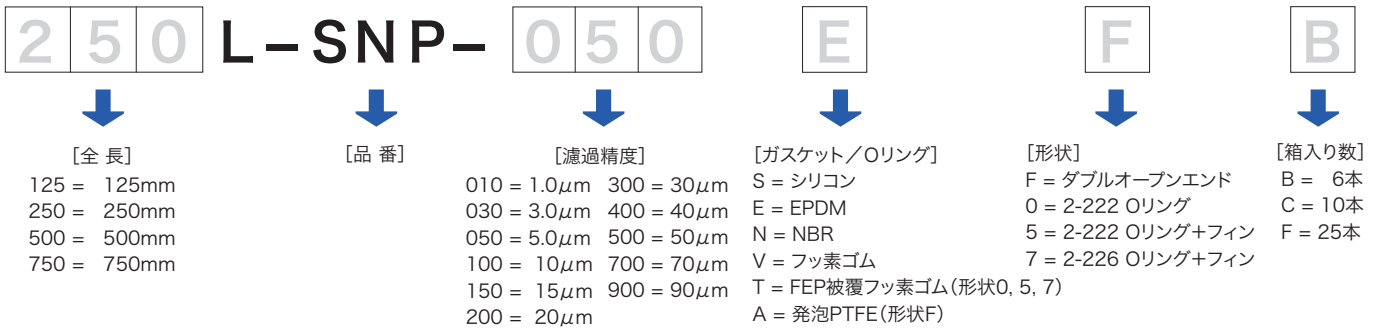 250 L-SNP- 050 E F B
[全 長]
125 = 125mm
250 = 250mm
500 = 500mm
750 = 750mm
[品 番]
[濾過精度]
010 = 1.0μm 300 = 30μm
030 = 3.0μm 400 = 40μm
050 = 5.0μm 500 = 50μm
100 = 10μm 700 = 70μm
150 = 15μm 900 = 90μm
200 = 20μm
[ガスケット／Oリング]
S = シリコン
E = EPDM
N = NBR
V = フッ素ゴム
T = FEP被覆フッ素ゴム（形状0, 5, 7）
A = 発泡PTFE（形状F）
[形状]
F = ダブルオープンエンド
0 = 2-222 Oリング
5 = 2-222 Oリング+フィン
7 = 2-226 Oリング+フィン
[箱入り数]
B = 6本
C = 10本
F = 25本